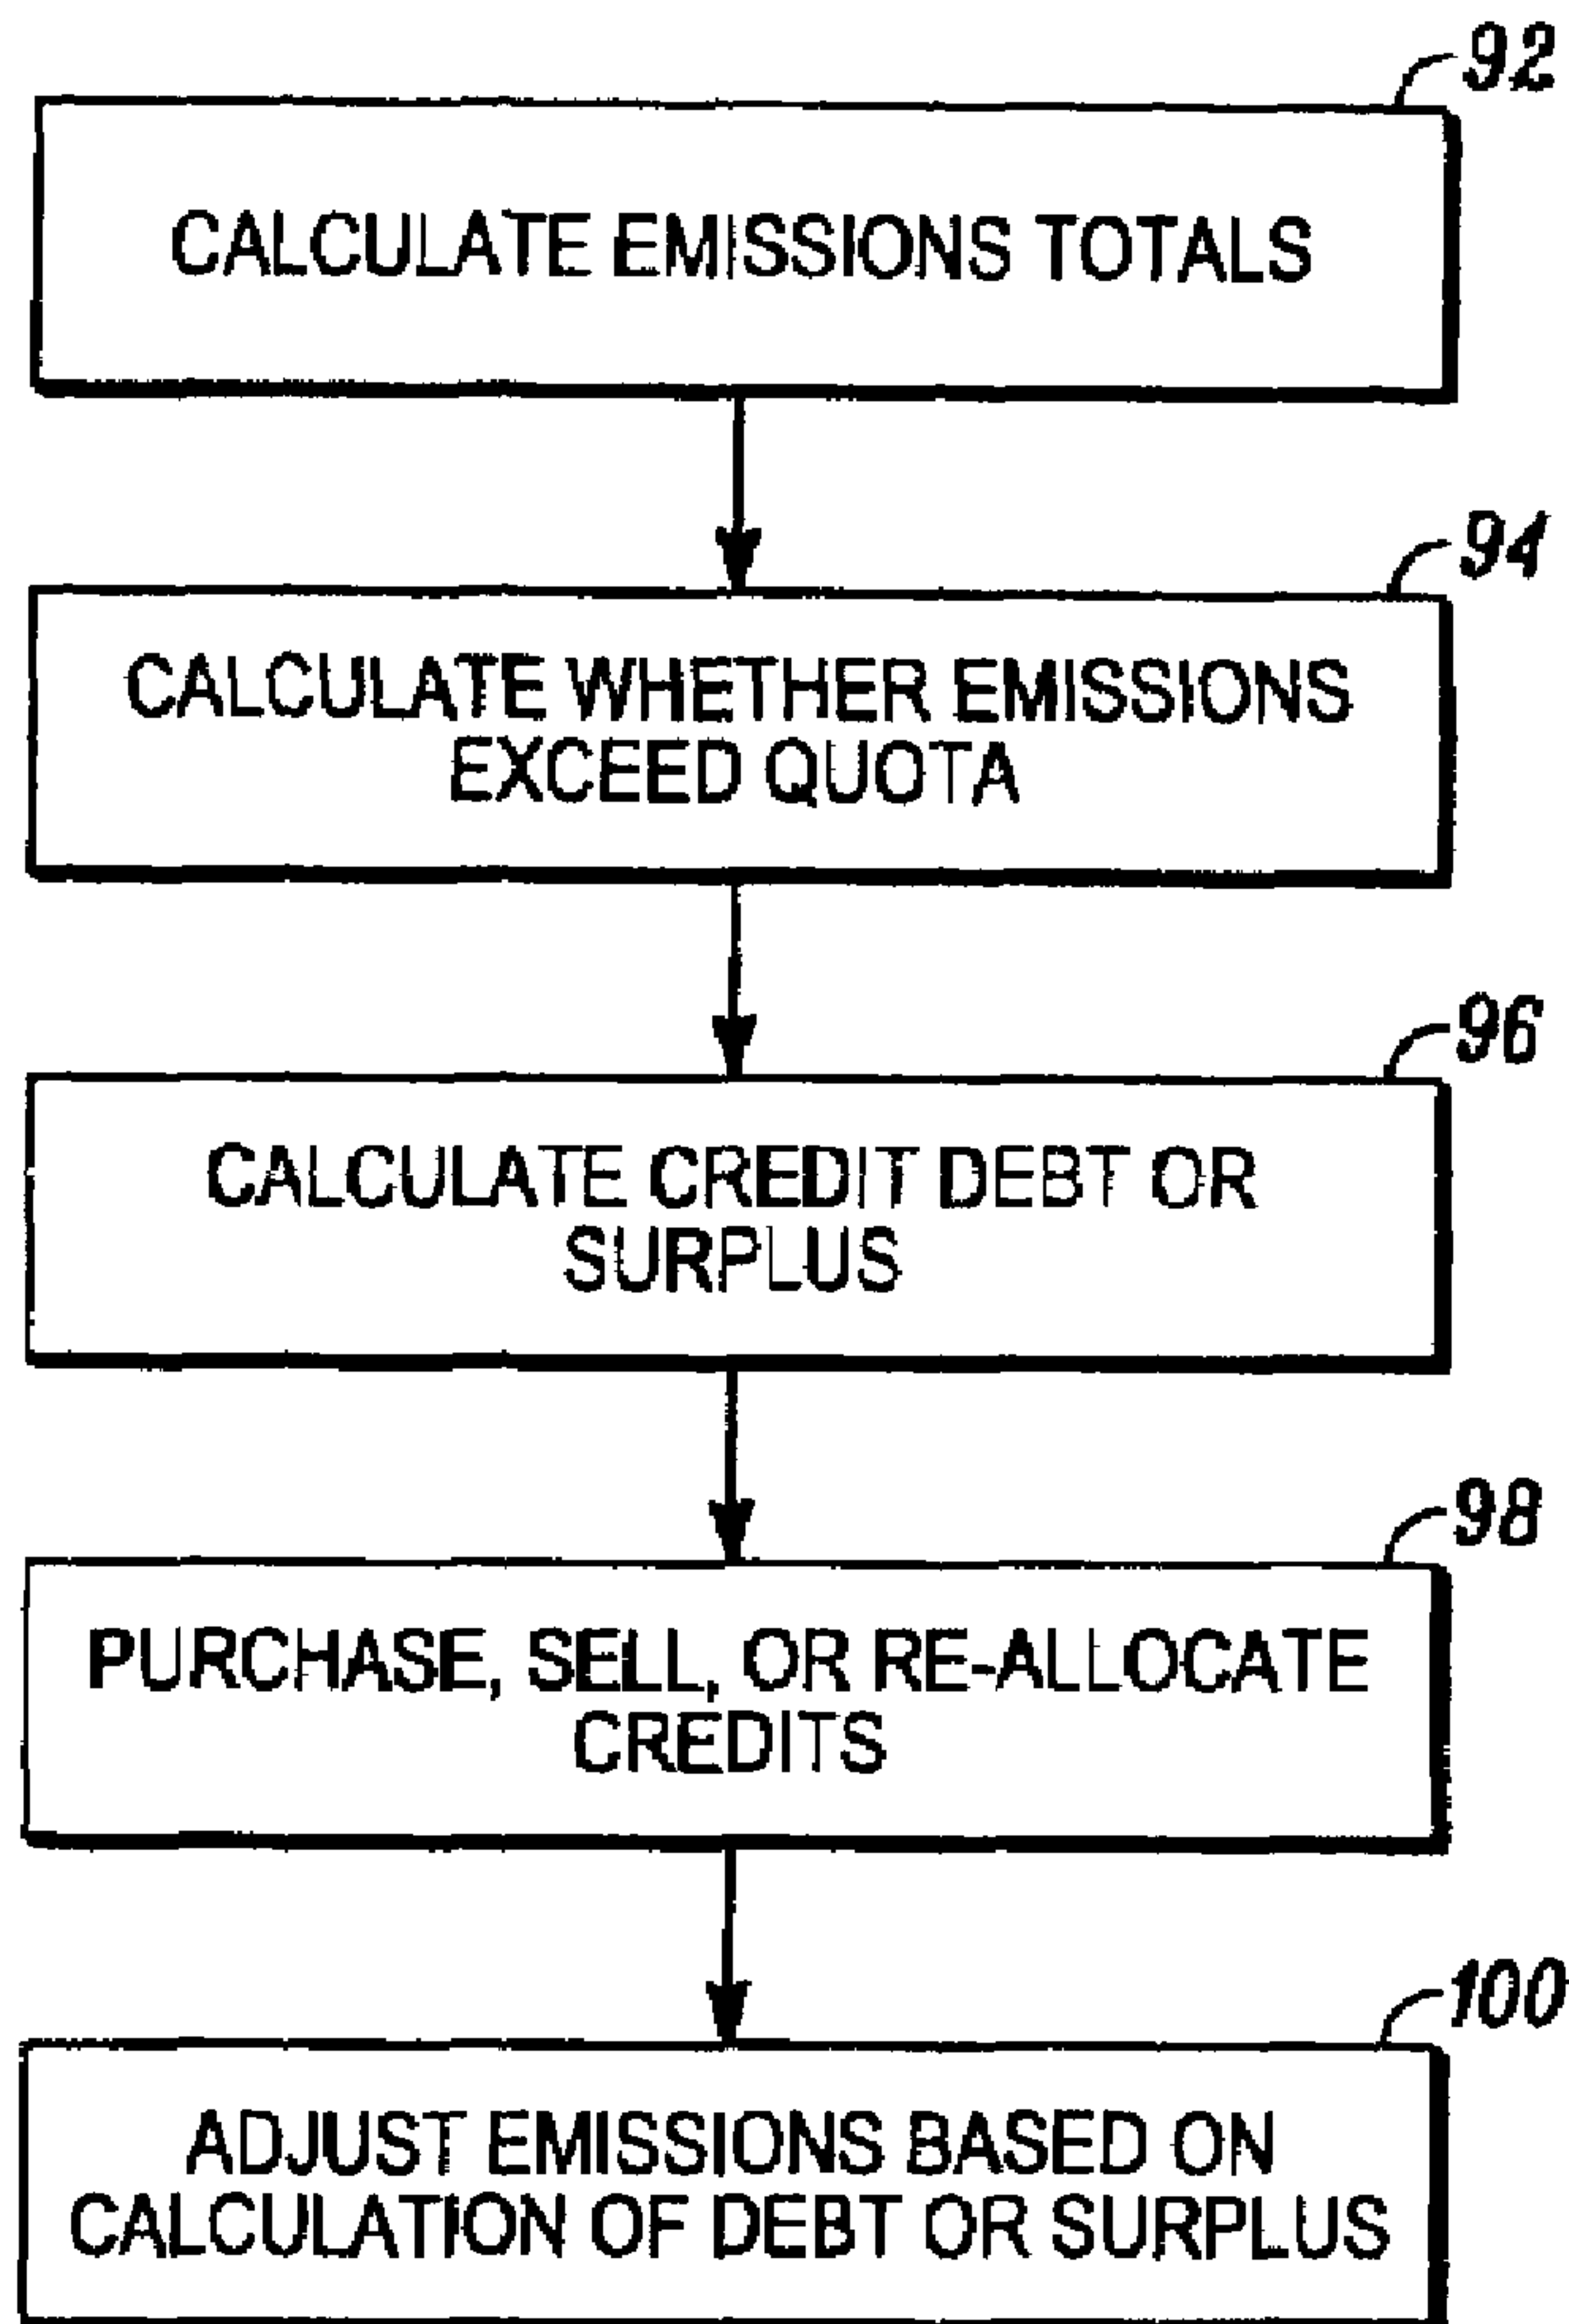 92
CALCULATE EMISSIONS TOTALS
94
CALCULATE WHETHER EMISSIONS
EXCEED QUOTA
96
CALCULATE CREDIT DEBT OR
SURPLUS
98
PURCHASE, SELL, OR RE-ALLOCATE
CREDITS
100
ADJUST EMISSIONS BASED ON
CALCULATION OF DEBT OR SURPLUS